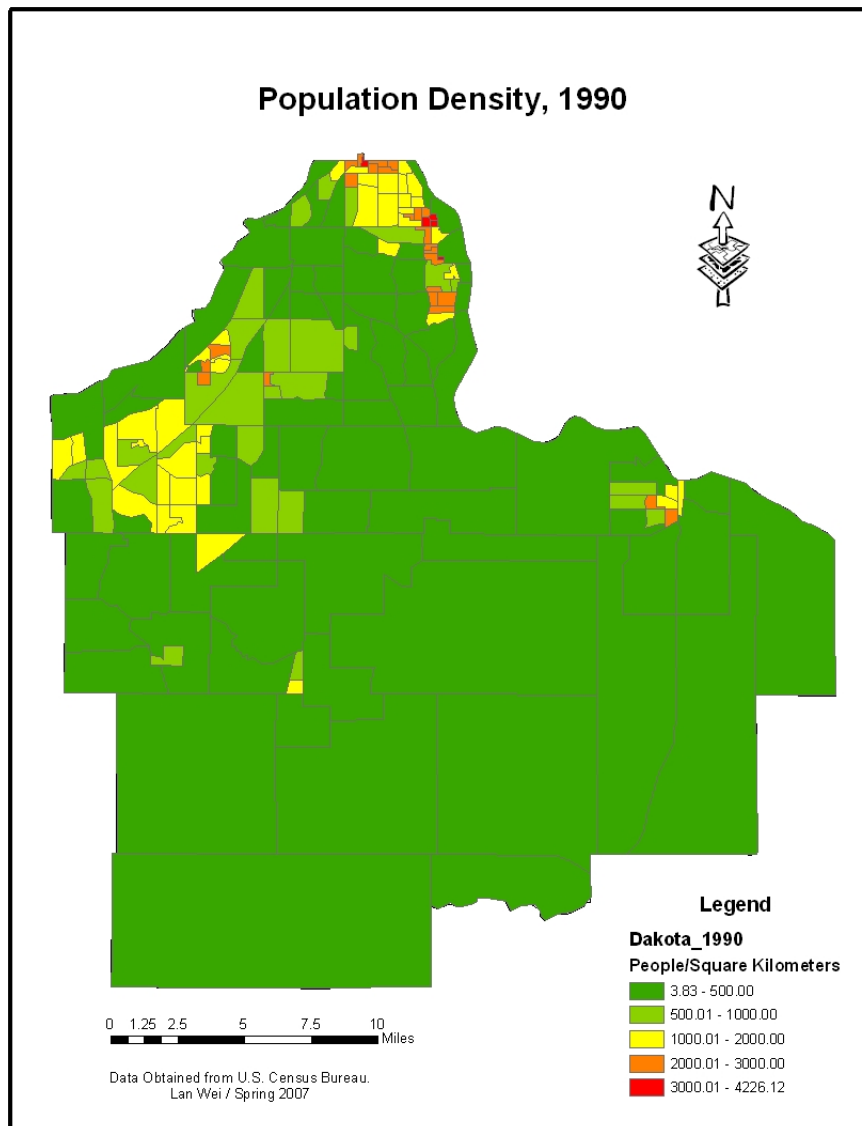 Population Density, 1990
N
Legend
Dakota_1990
People/Square Kilometers
3.83 - 500.00
500.01 - 1000.00
1000.01 - 2000.00
2000.01 - 3000.00
3000.01 - 4226.12
0 1.25 2.5 5 7.5 10
Miles
Data Obtained from U.S. Census Bureau.
Lan Wei / Spring 2007